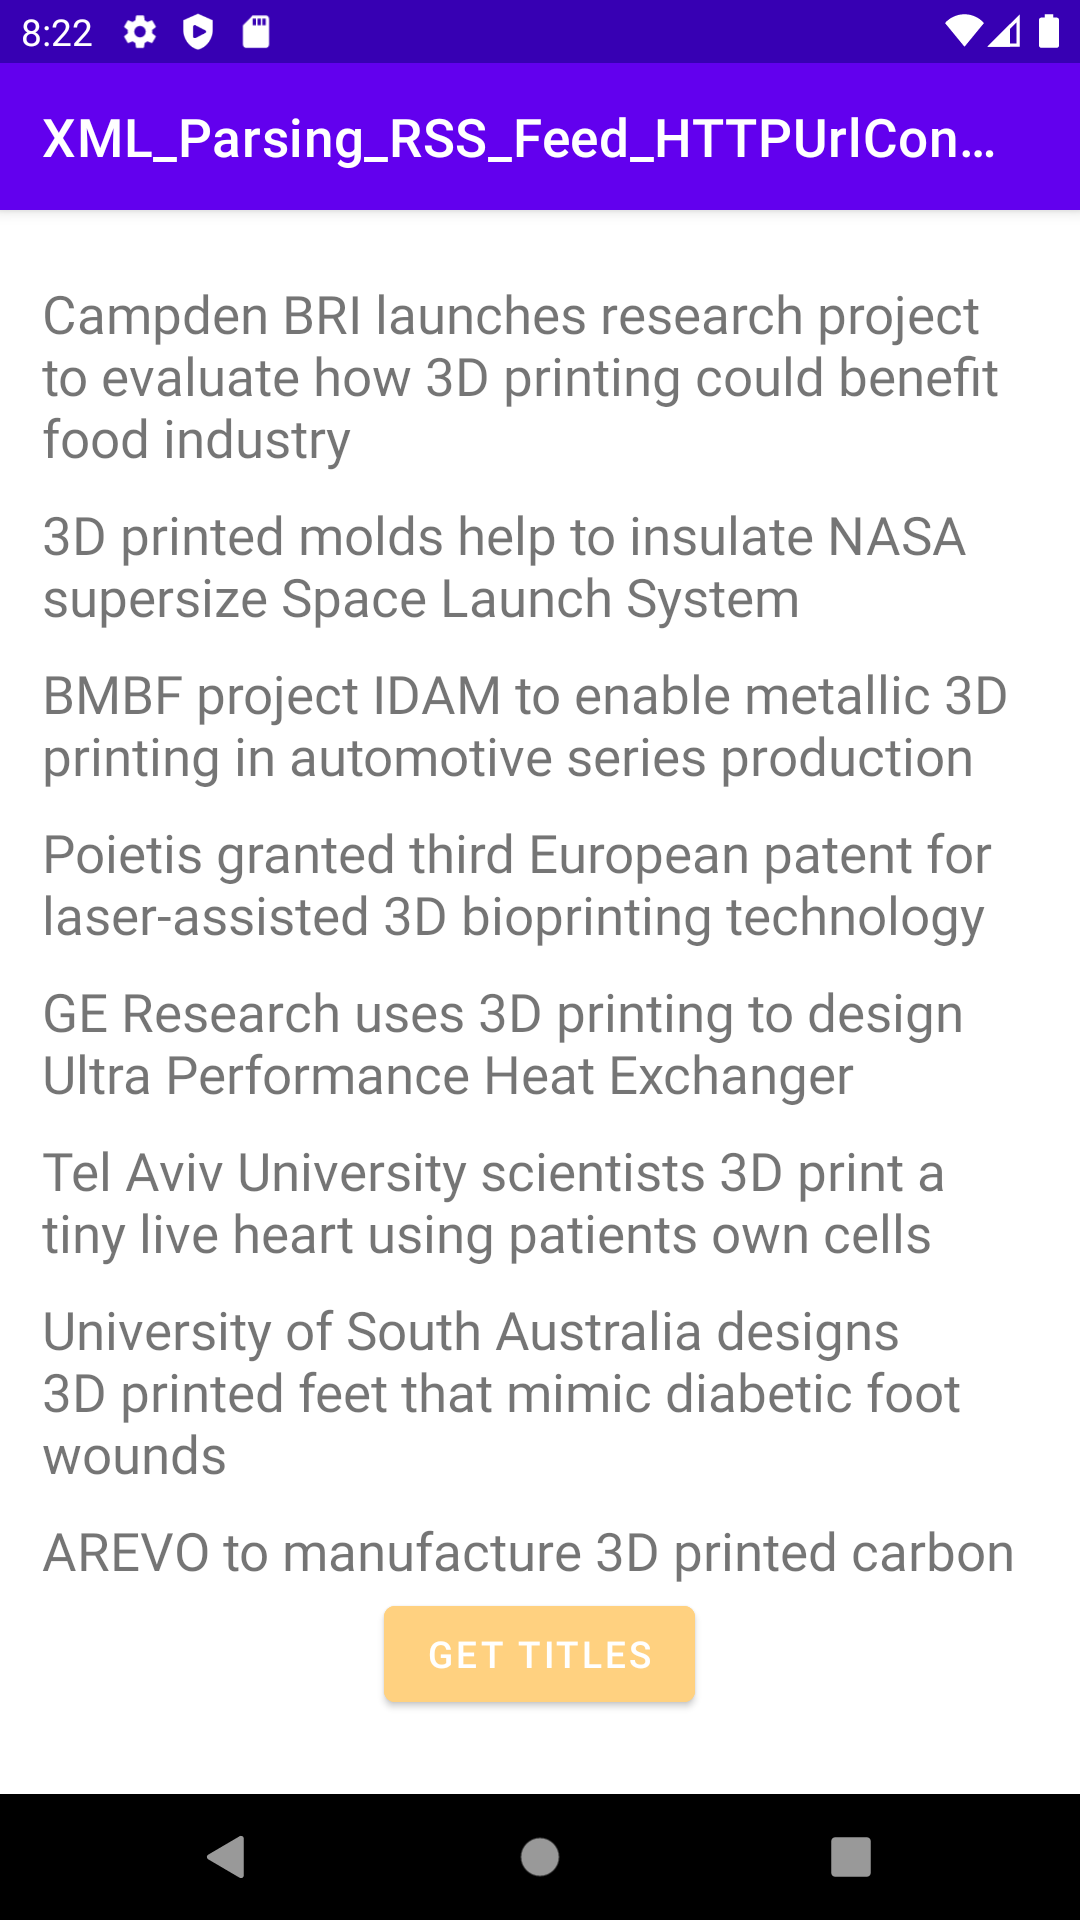 8:22
XML_Parsing_RSS_Feed_HTTPUrlCon...
Campden BRI launches research project
to evaluate how 3D printing could benefit
food industry
3D printed molds help to insulate NASA
supersize Space Launch System
BMBF project IDAM to enable metallic 3D
printing in automotive series production
Poietis granted third European patent for
laser-assisted 3D bioprinting technology
GE Research uses 3D printing to design
Ultra Performance Heat Exchanger
Tel Aviv University scientists 3D print a
tiny live heart using patients own cells
University of South Australia designs
3D printed feet that mimic diabetic foot
wounds
AREVO to manufacture 3D printed carbon
GET TITLES